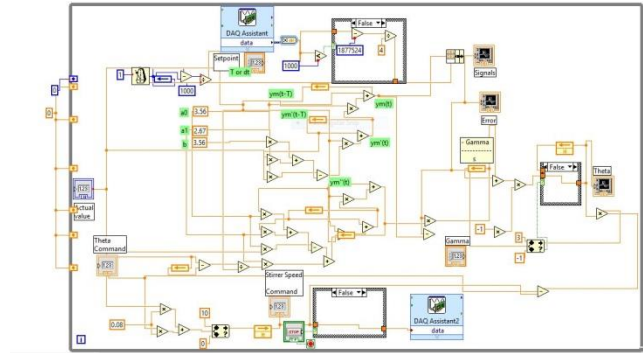 DAQ Assistant
data
False
1877524
4
1000
Setpoint
T or dt
1
1000
Signals
ym(t-T)
ym(t)
Error
0
0
a0
3.56
ym'(t-T)
a1
2.67
b
3.56
ym'(t)
- Gamma
s
False
Theta
ym''(t)
Actual
value
Theta
Command
-1
Gamma
-1
Stirrer Speed
Command
False
DAQ Assistant2
data
10
0.08
0
STOP
i